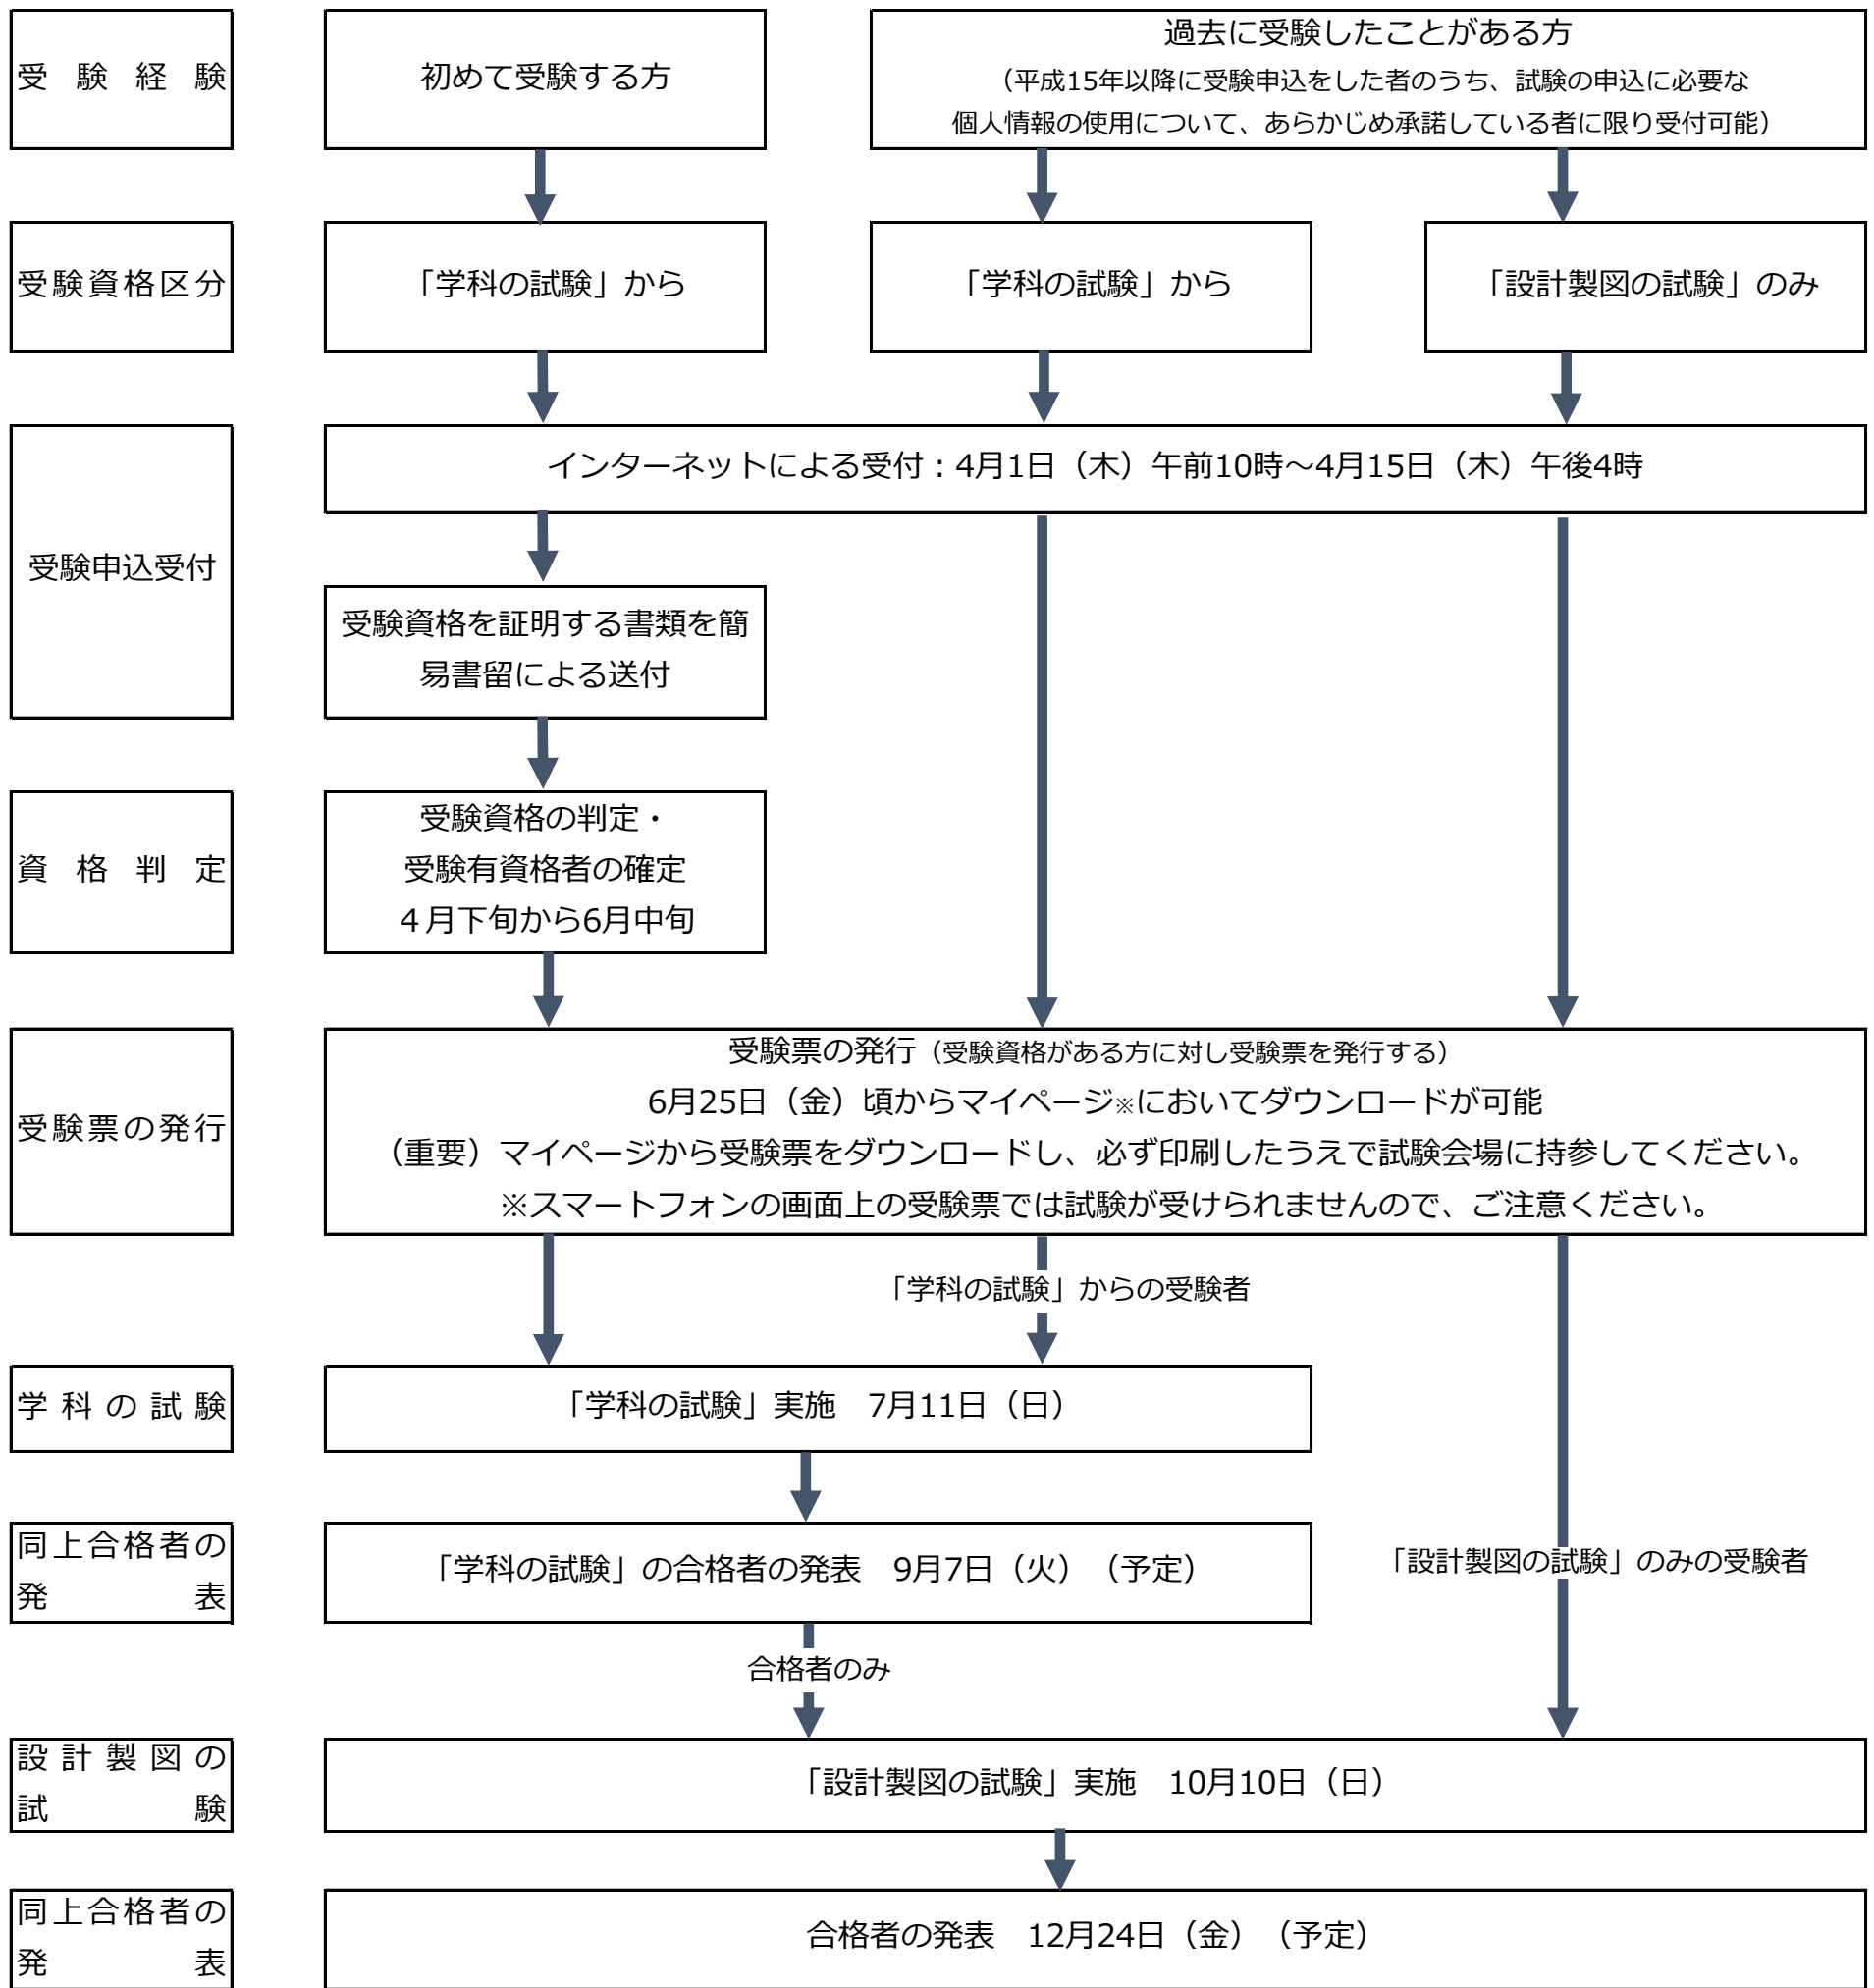 受験経験
初めて受験する方
過去に受験したことがある方
（平成15年以降に受験申込をした者のうち、試験の申込に必要な
個人情報の使用について、あらかじめ承諾している者に限り受付可能）
受験資格区分
「学科の試験」から
「学科の試験」から
「設計製図の試験」のみ
受験申込受付
インターネットによる受付：4月1日（木）午前10時～4月15日（木）午後4時
受験資格を証明する書類を簡
易書留による送付
資格判定
受験資格の判定・
受験有資格者の確定
４月下旬から6月中旬
受験票の発行
受験票の発行（受験資格がある方に対し受験票を発行する）
6月25日（金）頃からマイページ※においてダウンロードが可能
（重要）マイページから受験票をダウンロードし、必ず印刷したうえで試験会場に持参してください。
※スマートフォンの画面上の受験票では試験が受けられませんので、ご注意ください。
「学科の試験」からの受験者
学科の試験
「学科の試験」実施　7月11日（日）
同上合格者の
発表
「学科の試験」の合格者の発表　9月7日（火）（予定）
「設計製図の試験」のみの受験者
合格者のみ
設計製図の
試験
「設計製図の試験」実施　10月10日（日）
同上合格者の
発表
合格者の発表　12月24日（金）（予定）